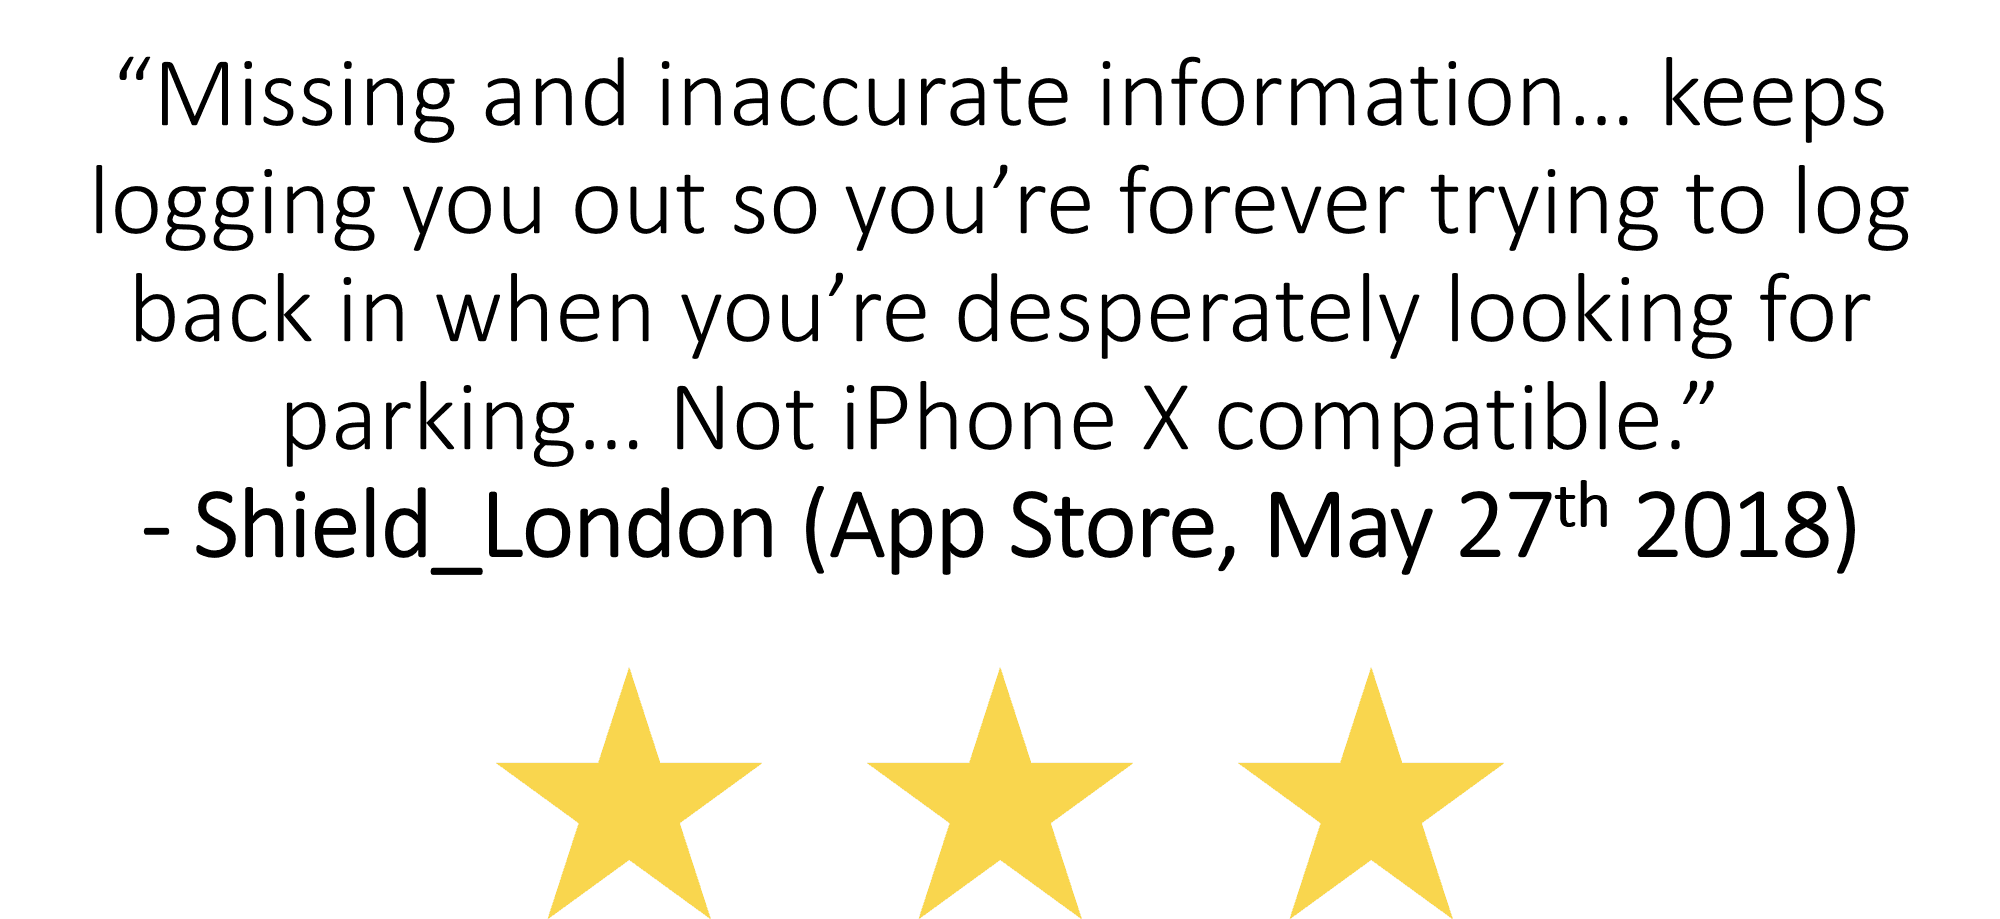 “Missing and inaccurate information... keeps
logging you out so you’re forever trying to log
back in when you’re desperately looking for
parking... Not iPhone X compatible.”
- Shield_London (App Store, May 27th 2018)